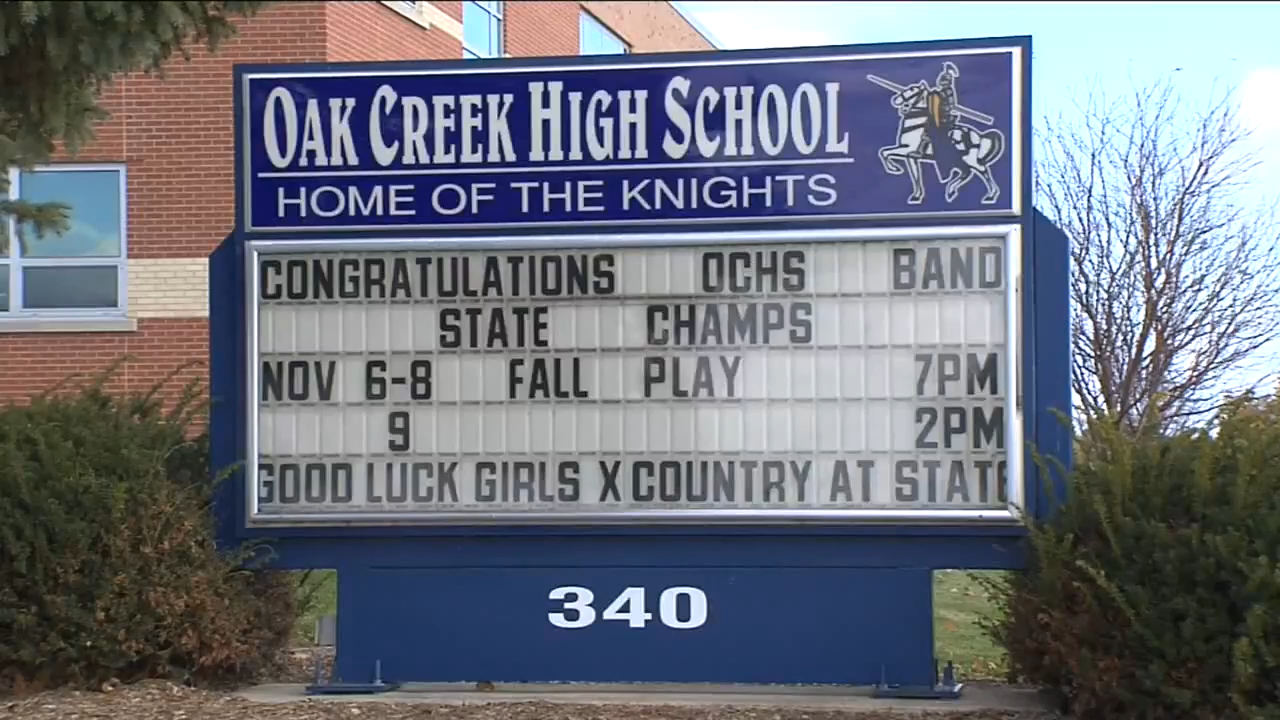 OAK CREEK HIGH SCHOOL
HOME OF THE KNIGHTS
CONGRATULATIONS OCHS BAND
STATE CHAMPS
NOV 6-8 FALL PLAY 7PM
9 2PM
GOOD LUCK GIRLS X COUNTRY AT STATE
340